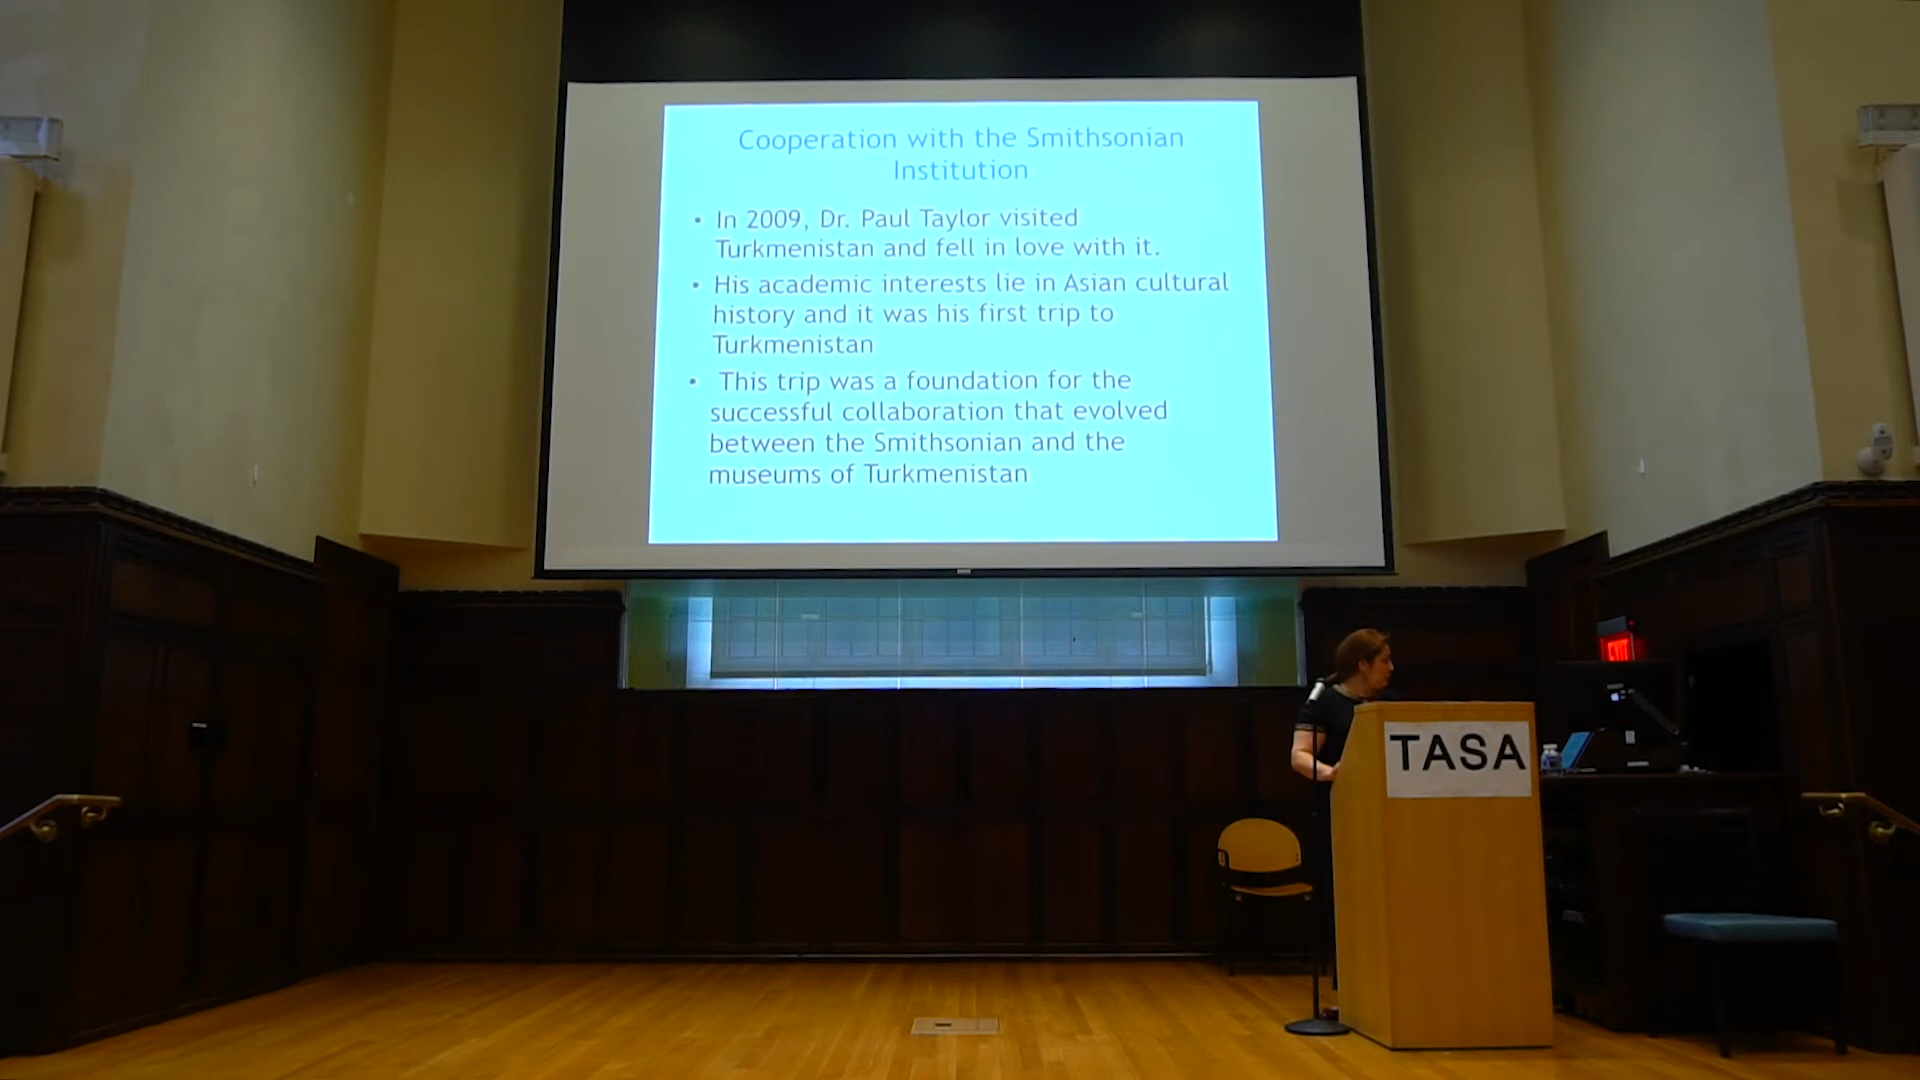 Cooperation with the Smithsonian
Institution
• In 2009, Dr. Paul Taylor visited
Turkmenistan and fell in love with it.
• His academic interests lie in Asian cultural
history and it was his first trip to
Turkmenistan
• This trip was a foundation for the
successful collaboration that evolved
between the Smithsonian and the
museums of Turkmenistan
EXIT
TASA